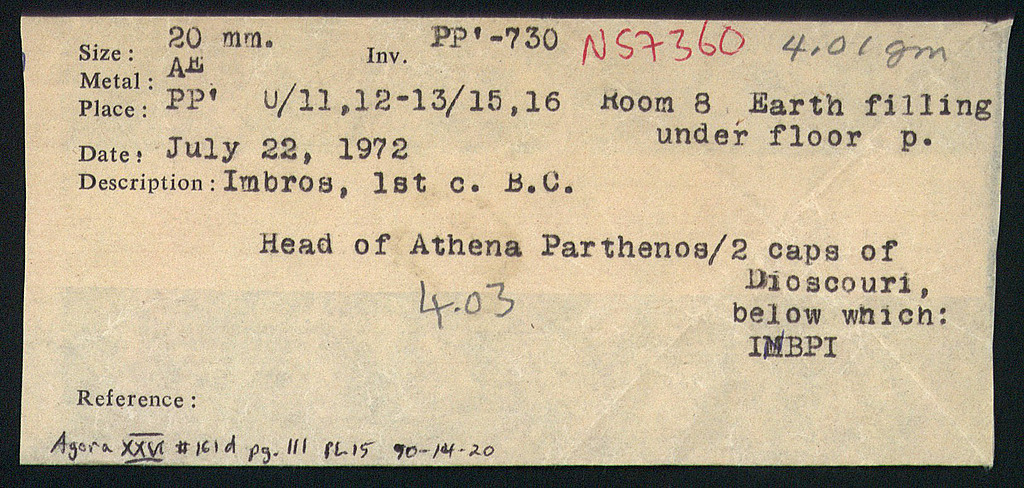 Size: 20 mm. Inv. PP'-730 N57360 4.01 gm
Metal: AE
Place: PP' U/11,12-13/15,16 Room 8 Earth filling
under floor p.
Date: July 22, 1972
Description: Imbros, 1st c. B.C.
Head of Athena Parthenos/2 caps of
Dioscouri,
4.03
below which:
IMBPI
Reference:
Agora XXVI #161d pg. 111 PL.15 90-14-20